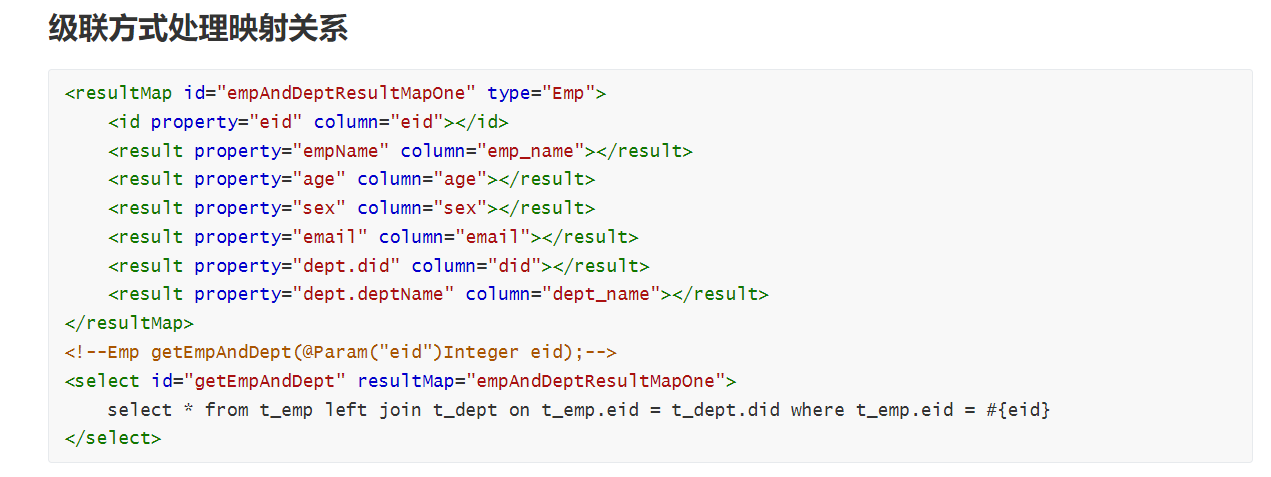 级联方式处理映射关系
<resultMap id="empAndDeptResultMapOne" type="Emp">
    <id property="eid" column="eid"></id>
    <result property="empName" column="emp_name"></result>
    <result property="age" column="age"></result>
    <result property="sex" column="sex"></result>
    <result property="email" column="email"></result>
    <result property="dept.did" column="did"></result>
    <result property="dept.deptName" column="dept_name"></result>
</resultMap>
<!--Emp getEmpAndDept(@Param("eid")Integer eid);-->
<select id="getEmpAndDept" resultMap="empAndDeptResultMapOne">
    select * from t_emp left join t_dept on t_emp.eid = t_dept.did where t_emp.eid = #{eid}
</select>